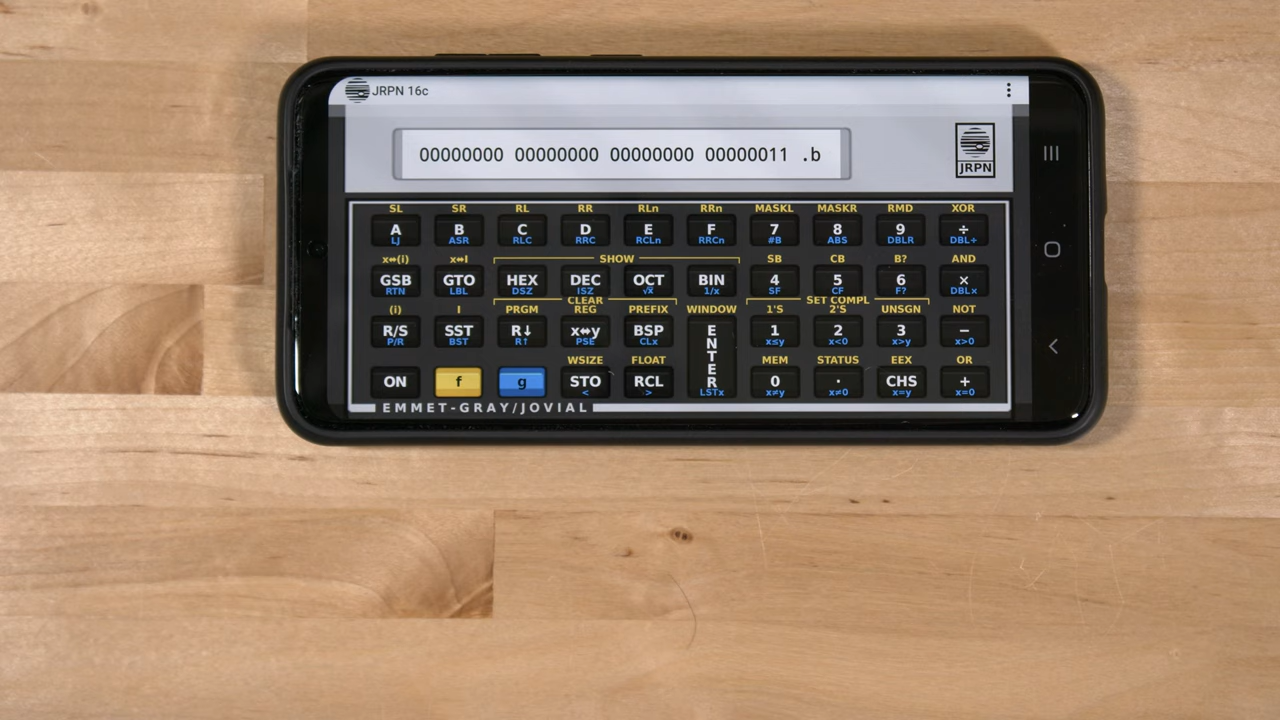 JRPN 16c
00000000 00000000 00000000 00000011 .b
JRPN
SL SR RL RR RLn RRn MASKL MASKR RMD XOR
A B C D E F 7 8 9 ÷
LJ ASR RLC RRC RCLn RRCn #B ABS DBLR DBL÷
x⬌(i) x⬌I SHOW SB CB B? AND
GSB GTO HEX DEC OCT BIN 4 5 6 ×
RTN LBL DSZ ISZ √x 1/x SF CF F? DBLx
CLEAR SET COMPL
(i) I PRGM REG PREFIX WINDOW 1'S 2'S UNSGN NOT
R/S SST R↓ x⬌y BSP ENTER 1 2 3 −
P/R BST R↑ PSE CLx x≤y x<0 x>y x>0
WSIZE FLOAT MEM STATUS EEX OR
ON f g STO RCL 0 · CHS +
< > LSTx x≠y x≠0 x=y x=0
EMMET-GRAY/JOVIAL